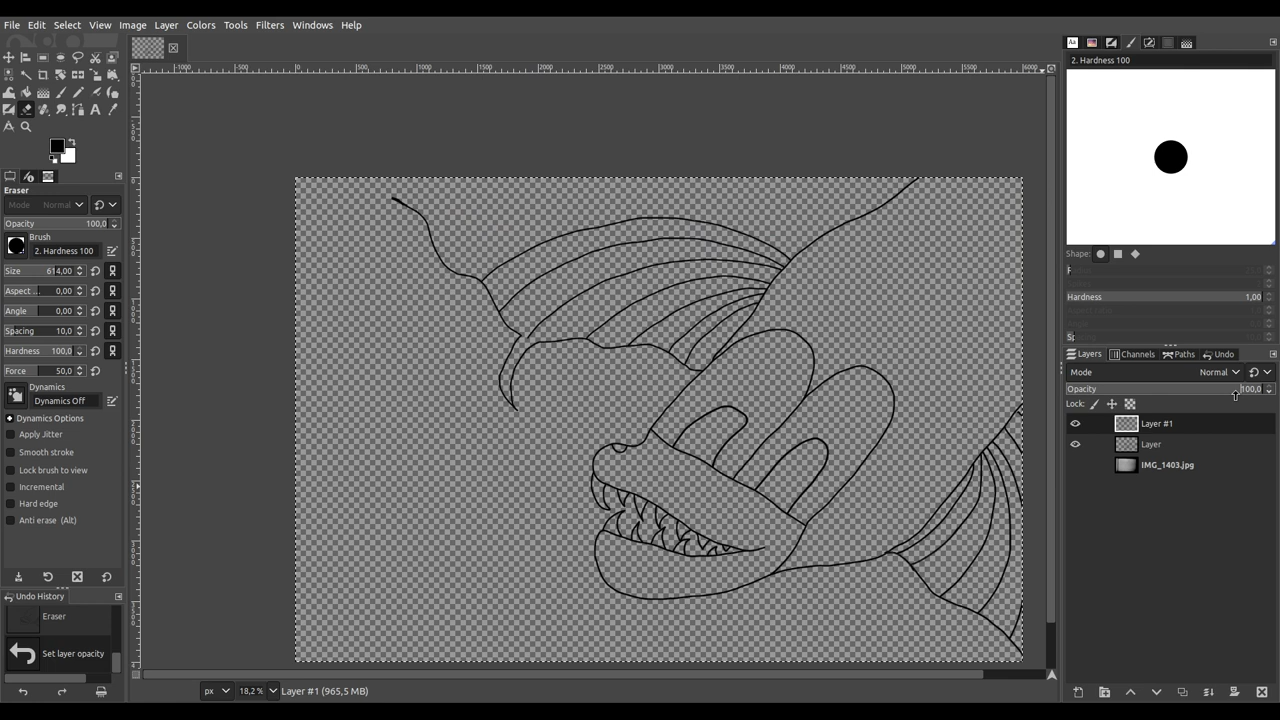 File Edit Select View Image Layer Colors Tools Filters Windows Help
2. Hardness 100
Eraser
Mode Normal
Opacity 100,0
Brush
2. Hardness 100
Size 614,00
Aspect ... 0,00
Angle 0,00
Spacing 10,0
Hardness 100,0
Force 50,0
Dynamics
Dynamics Off
Dynamics Options
Apply Jitter
Smooth stroke
Lock brush to view
Incremental
Hard edge
Anti erase (Alt)
Undo History
Eraser
Set layer opacity
Shape:
Hardness 1,00
Layers Channels Paths Undo
Mode Normal
Opacity 100,0
Lock:
Layer #1
Layer
IMG_1403.jpg
px 18,2 % Layer #1 (965,5 MB)